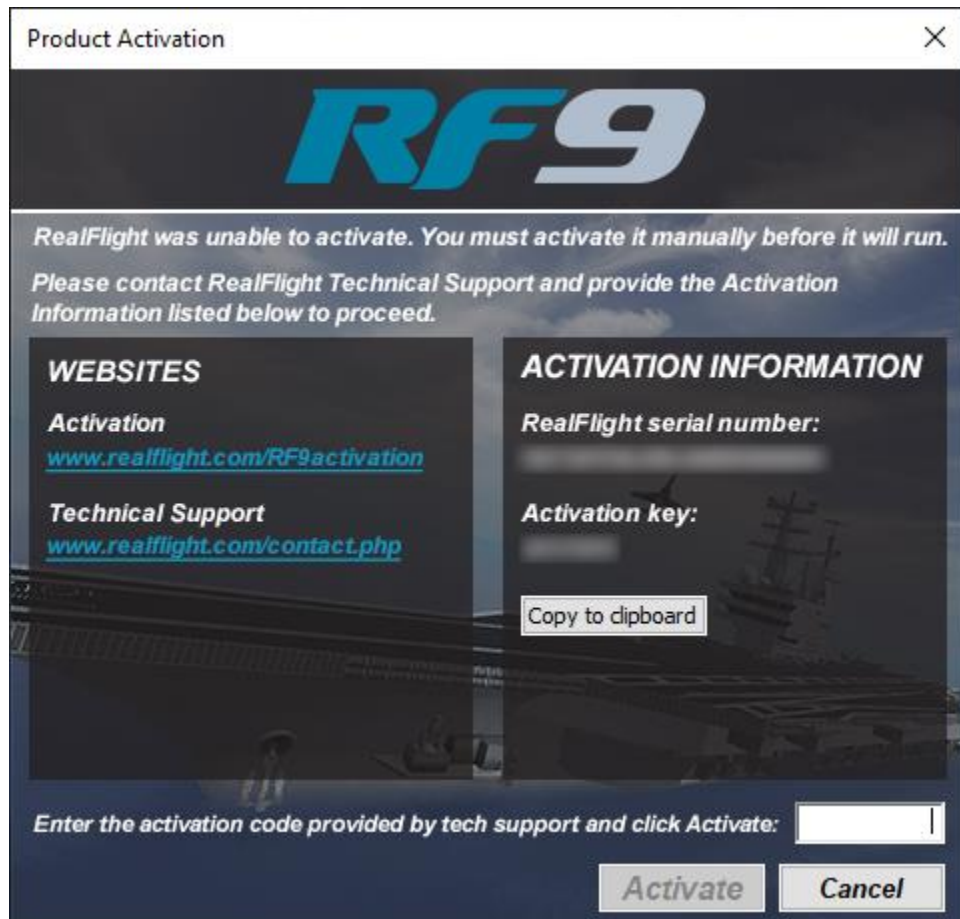 Product Activation
RF9
RealFlight was unable to activate. You must activate it manually before it will run.
Please contact RealFlight Technical Support and provide the Activation
Information listed below to proceed.
WEBSITES
Activation
www.realflight.com/RF9activation
Technical Support
www.realflight.com/contact.php
ACTIVATION INFORMATION
RealFlight serial number:
Activation key:
Copy to clipboard
Enter the activation code provided by tech support and click Activate:
Activate
Cancel